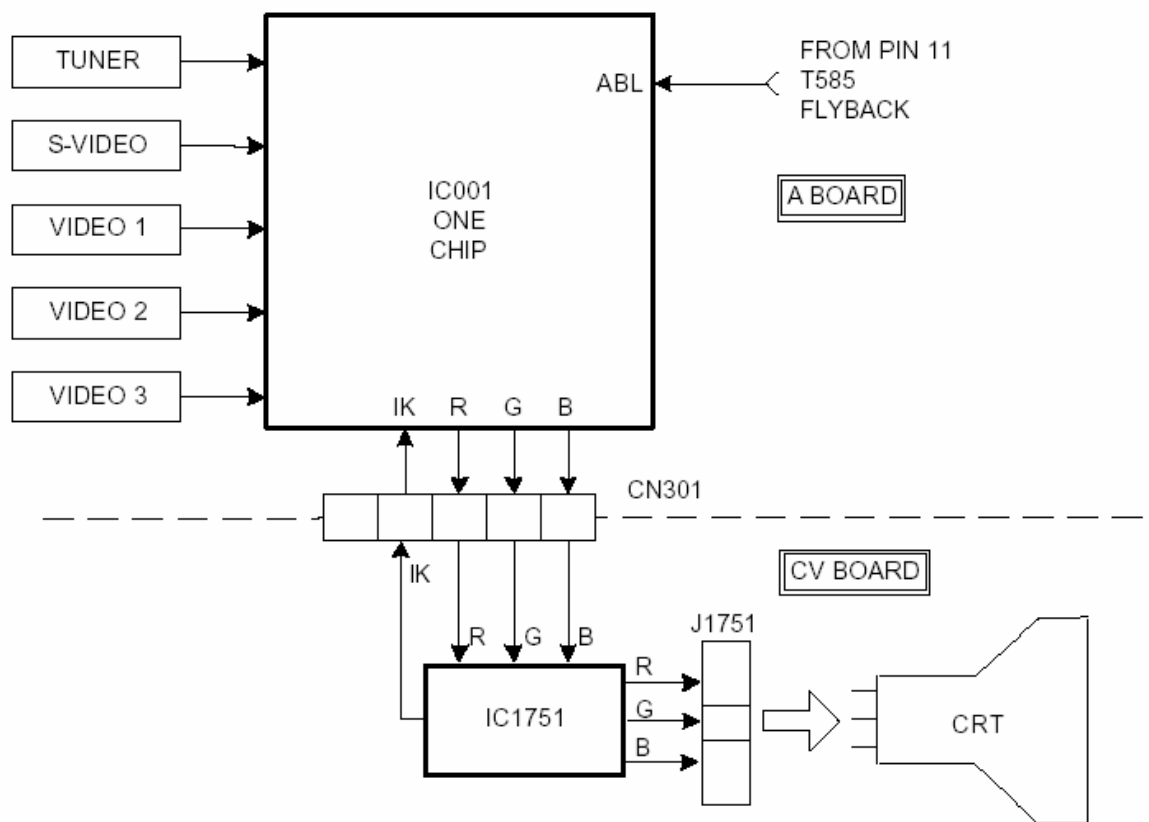 TUNER
S-VIDEO
VIDEO 1
VIDEO 2
VIDEO 3
IC001
ONE
CHIP
ABL
FROM PIN 11
T585
FLYBACK
A BOARD
IK R G B
CN301
CV BOARD
IK
R G B
IC1751
R
G
B
J1751
CRT